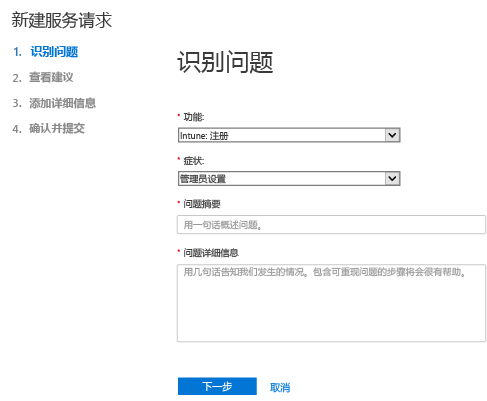 新建服务请求
1. 识别问题
2. 查看建议
3. 添加详细信息
4. 确认并提交
识别问题
* 功能:
Intune: 注册
* 症状:
管理员设置
* 问题摘要
用一句话概述问题。
* 问题详细信息
用几句话告知我们发生的情况。包含可重现问题的步骤将会很有帮助。
下一步
取消